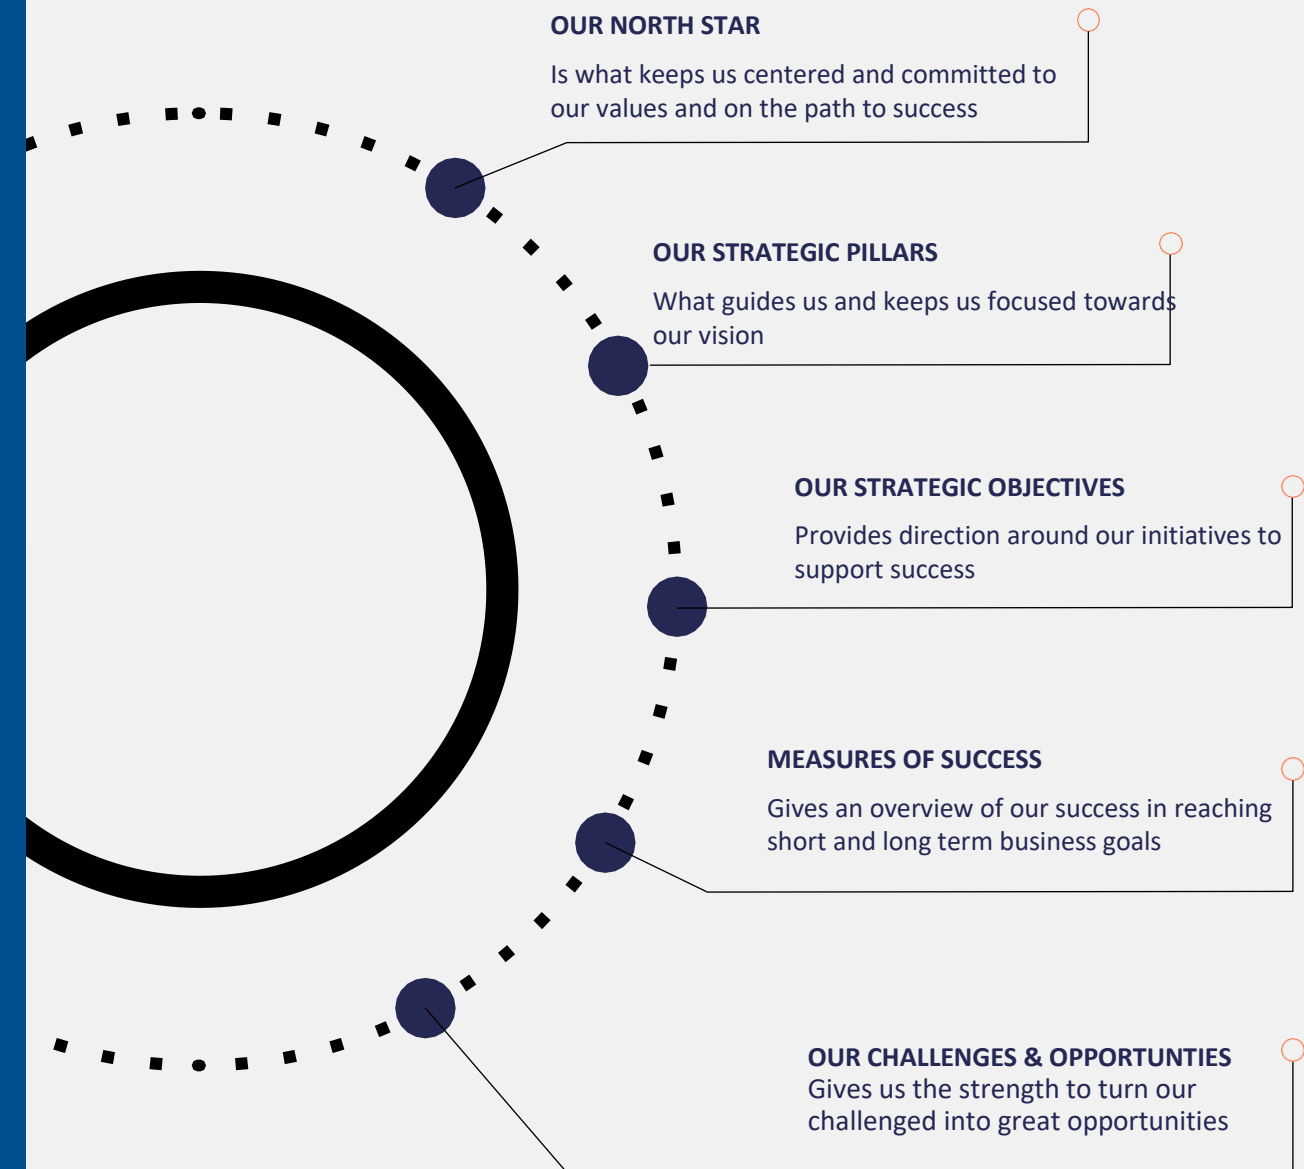 OUR NORTH STAR
Is what keeps us centered and committed to
our values and on the path to success
OUR STRATEGIC PILLARS
What guides us and keeps us focused towards
our vision
OUR STRATEGIC OBJECTIVES
Provides direction around our initiatives to
support success
MEASURES OF SUCCESS
Gives an overview of our success in reaching
short and long term business goals
OUR CHALLENGES & OPPORTUNTIES
Gives us the strength to turn our
challenged into great opportunities